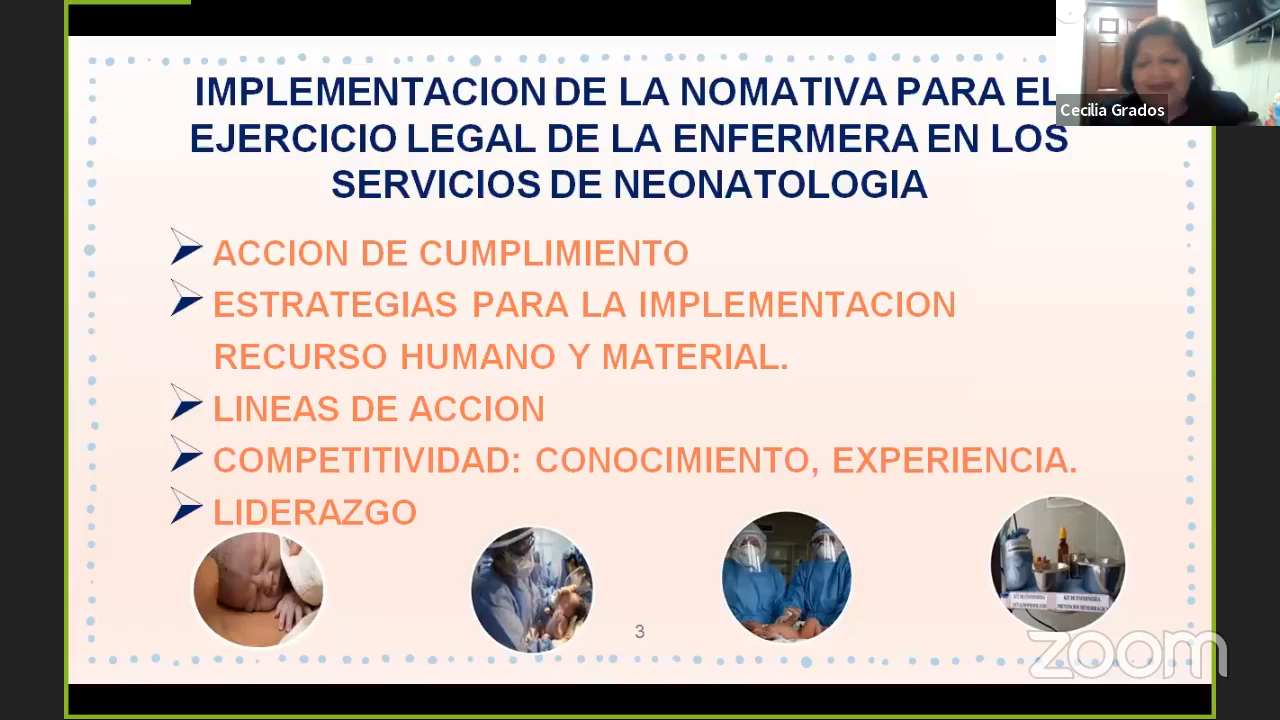 IMPLEMENTACION DE LA NOMATIVA PARA EL
EJERCICIO LEGAL DE LA ENFERMERA EN LOS
SERVICIOS DE NEONATOLOGIA
Cecilia Grados
ACCION DE CUMPLIMIENTO
ESTRATEGIAS PARA LA IMPLEMENTACION
RECURSO HUMANO Y MATERIAL.
LINEAS DE ACCION
COMPETITIVIDAD: CONOCIMIENTO, EXPERIENCIA.
LIDERAZGO
3
zoom